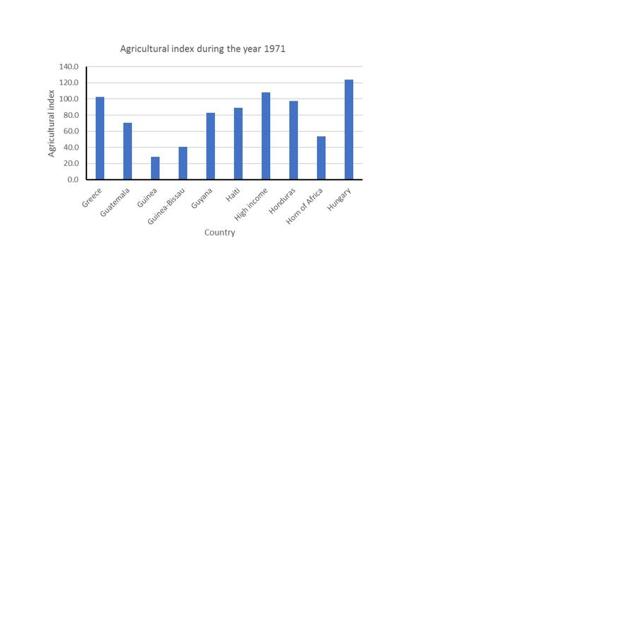 Agricultural index during the year 1971
140.0
120.0
100.0
80.0
60.0
40.0
20.0
0.0
Agricultural index
Greece
Guatemala
Guinea
Guinea-Bissau
Guyana
Haiti
High income
Honduras
Horn of Africa
Hungary
Country